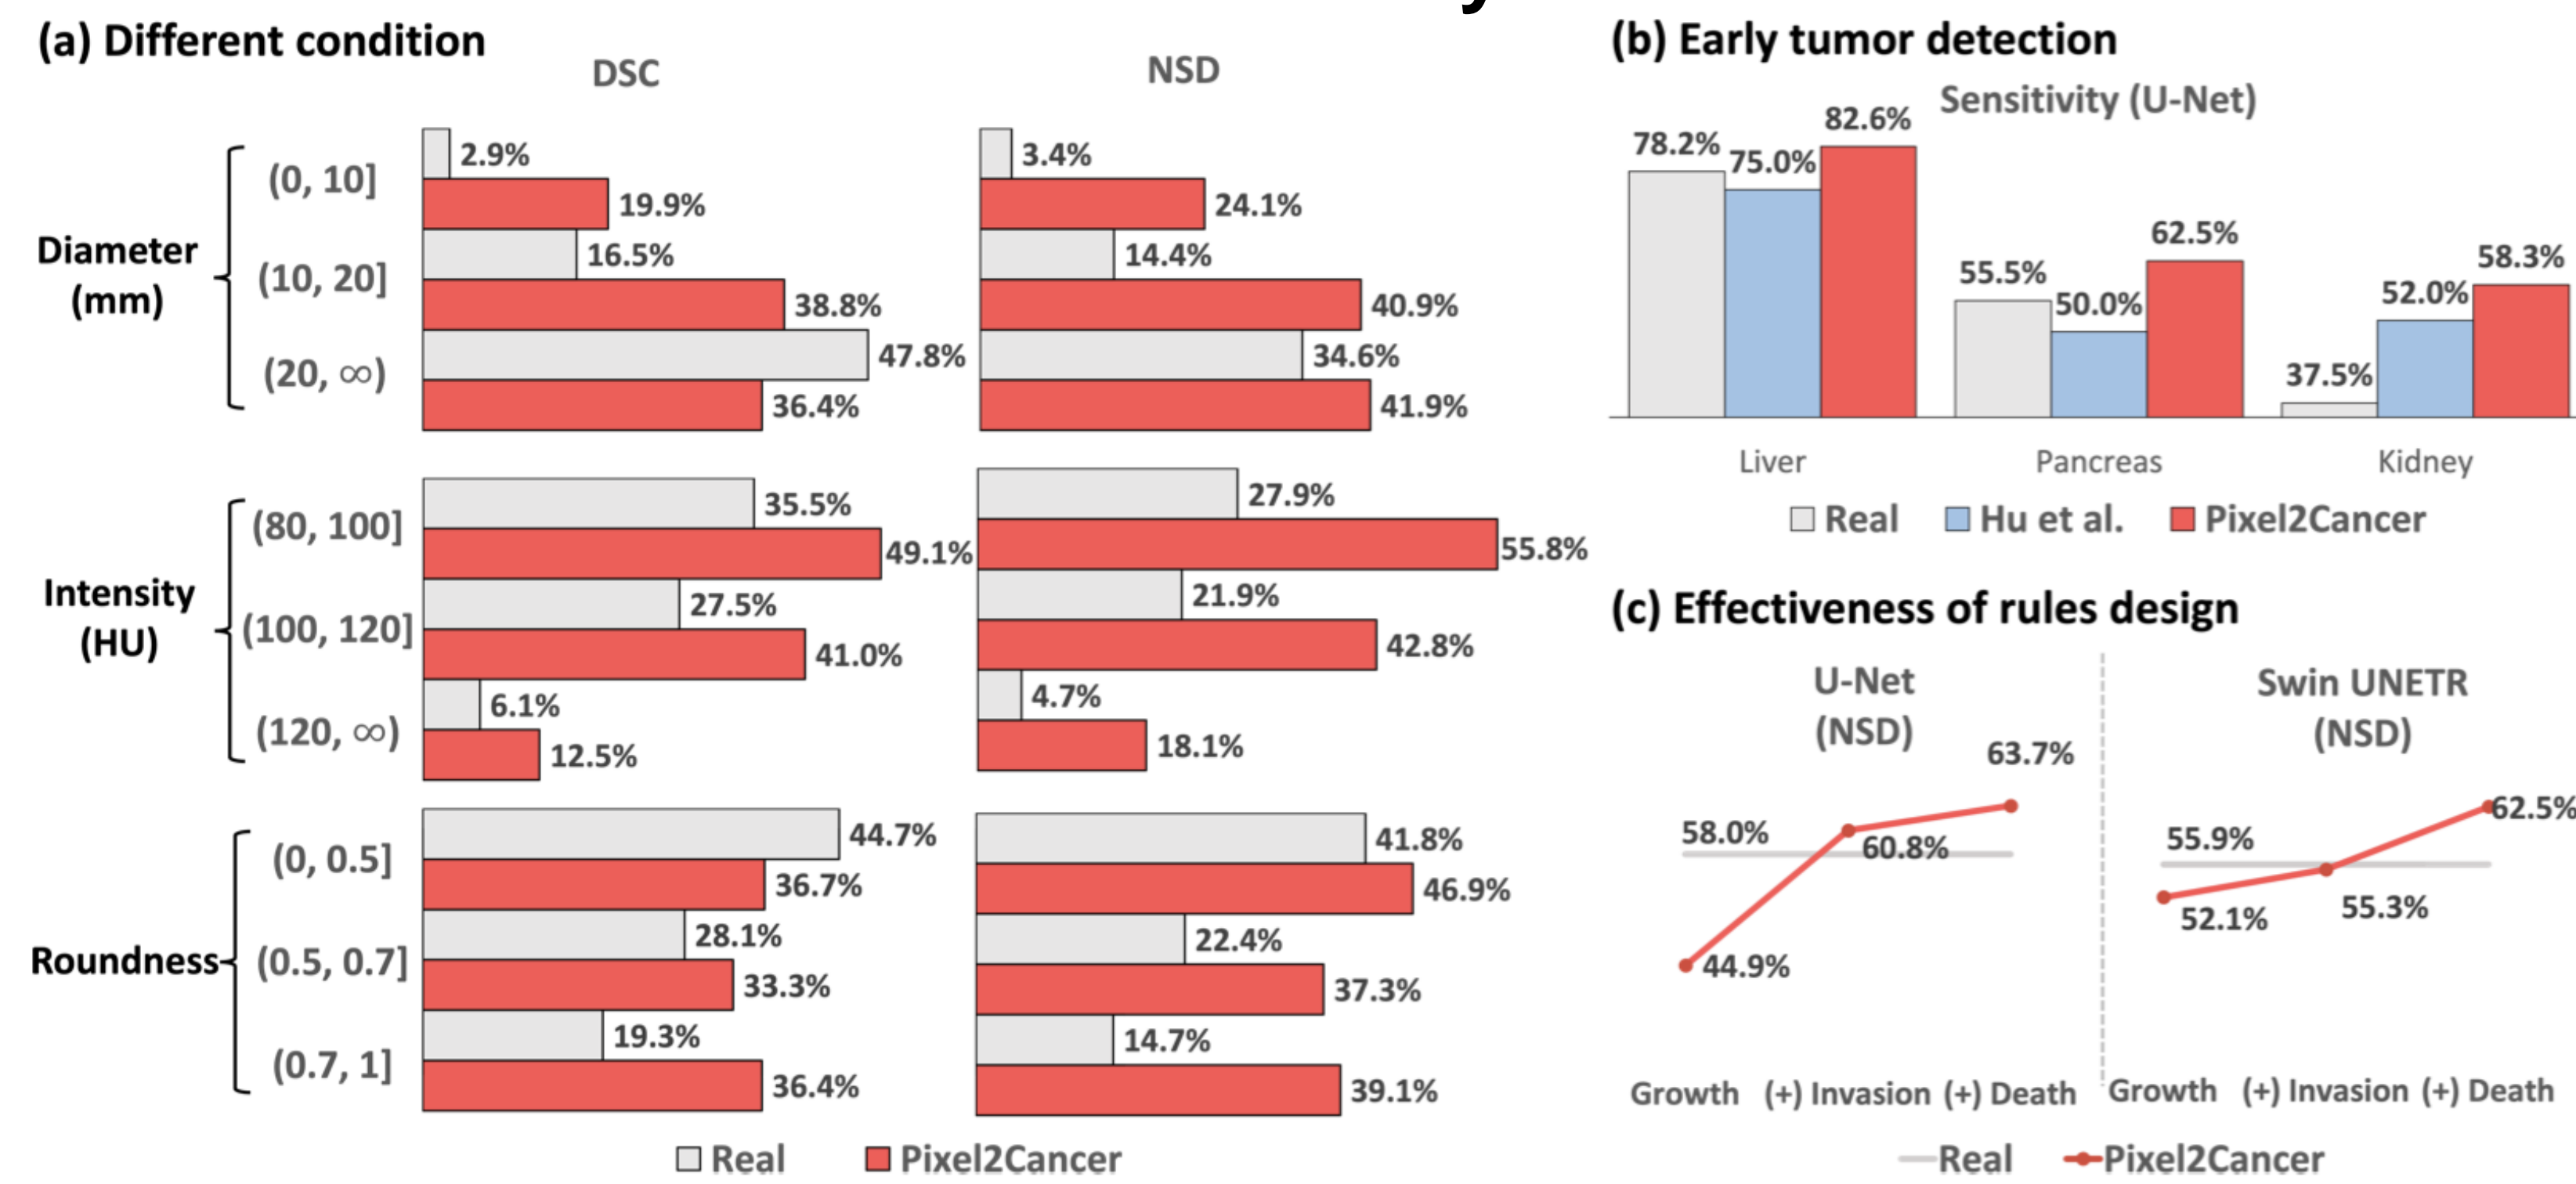 (a) Different condition
DSC
NSD
Diameter
(mm)
(0, 10]
(10, 20]
(20, ∞)
2.9%
19.9%
16.5%
38.8%
47.8%
36.4%
3.4%
24.1%
14.4%
40.9%
34.6%
41.9%
Intensity
(HU)
(80, 100]
(100, 120]
(120, ∞)
35.5%
49.1%
27.5%
41.0%
6.1%
12.5%
27.9%
55.8%
21.9%
42.8%
4.7%
18.1%
Roundness
(0, 0.5]
(0.5, 0.7]
(0.7, 1]
44.7%
36.7%
28.1%
33.3%
19.3%
36.4%
41.8%
46.9%
22.4%
37.3%
14.7%
39.1%
Real Pixel2Cancer
(b) Early tumor detection
Sensitivity (U-Net)
78.2% 75.0% 82.6%
55.5% 50.0% 62.5%
37.5% 52.0% 58.3%
Liver Pancreas Kidney
Real Hu et al. Pixel2Cancer
(c) Effectiveness of rules design
U-Net
(NSD)
63.7%
58.0%
60.8%
44.9%
Growth (+) Invasion (+) Death
Swin UNETR
(NSD)
62.5%
55.9%
55.3%
52.1%
Growth (+) Invasion (+) Death
Real Pixel2Cancer